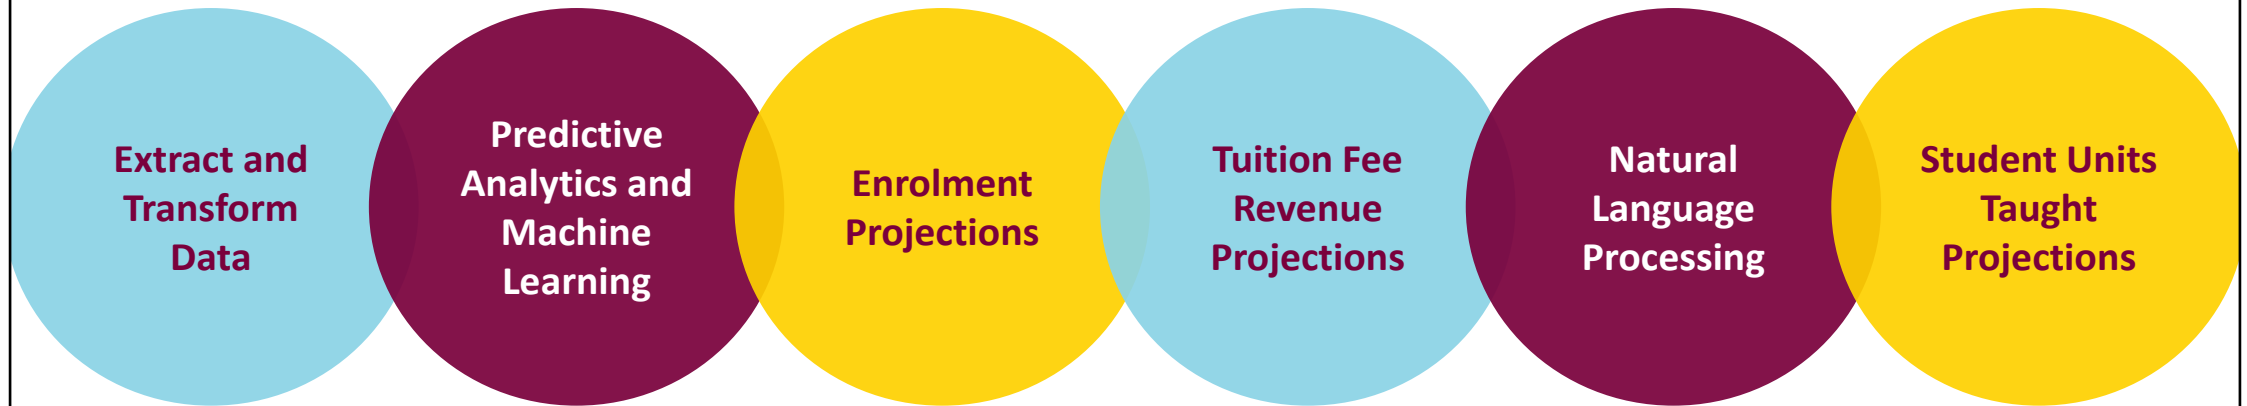 Extract and
Transform
Data
Predictive
Analytics and
Machine
Learning
Enrolment
Projections
Tuition Fee
Revenue
Projections
Natural
Language
Processing
Student Units
Taught
Projections